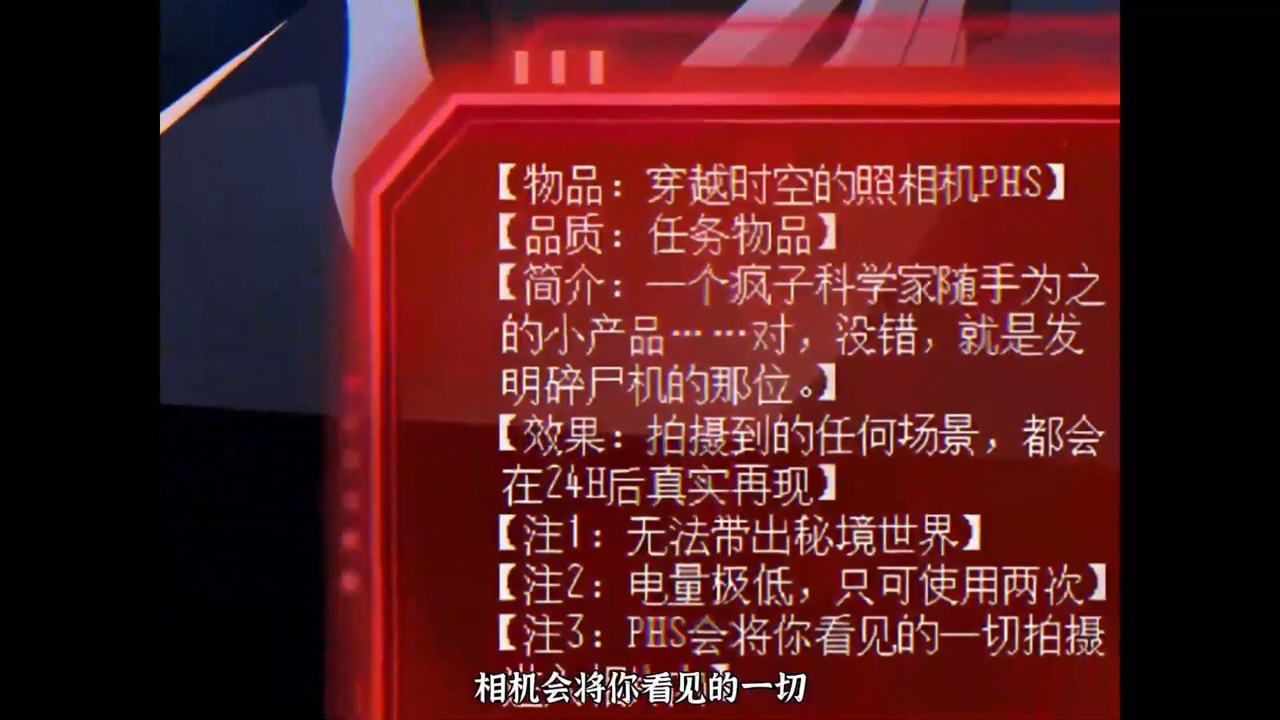 【物品：穿越时空的照相机PHS】
【品质：任务物品】
【简介：一个疯子科学家随手为之
的小产品……对，没错，就是发
明碎尸机的那位。】
【效果：拍摄到的任何场景，都会
在24H后真实再现】
【注1：无法带出秘境世界】
【注2：电量极低，只可使用两次】
【注3：PHS会将你看见的一切拍摄
相机会将你看见的一切